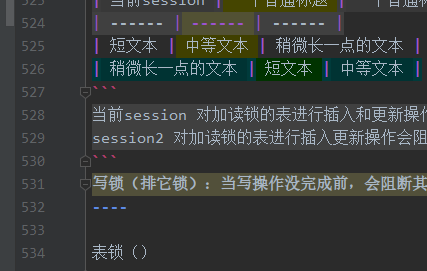 | 当前session |
524 | ------ | ------- | ------ |
525 | 短文本 | 中等文本 | 稍微长一点的文本 |
526 | 稍微长一点的文本 | 短文本 | 中等文本 |
527 ```
528 当前session 对加读锁的表进行插入和更新操作
529 session2 对加读锁的表进行插入更新操作会阻
530 ```
531 写锁（排它锁）：当写操作没完成前，会阻断其
532 ----
533
534 表锁（）